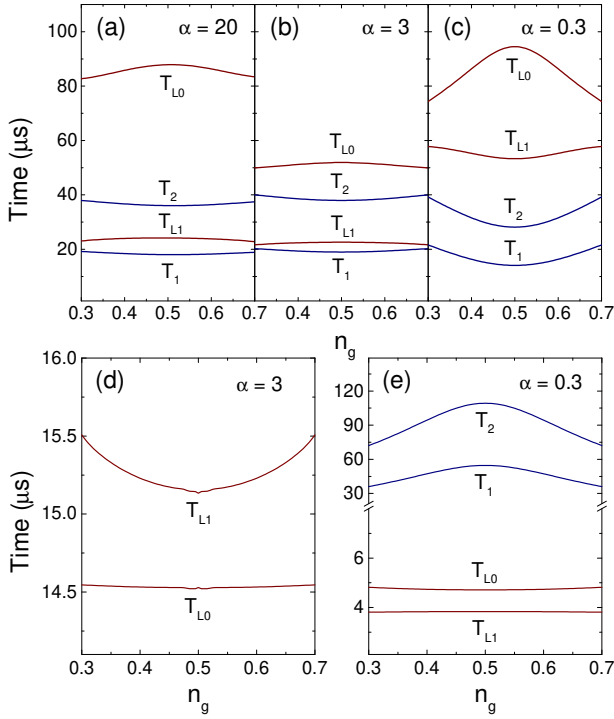 (a) α = 20
(b) α = 3
(c) α = 0.3
100
80
60
40
20
Time (μs)
T_L0
T_2
T_L1
T_1
T_L0
T_2
T_L1
T_1
T_L0
T_L1
T_2
T_1
0.3 0.4 0.5 0.6 0.7 0.4 0.5 0.6 0.3 0.4 0.5 0.6 0.7
n_g
(d) α = 3
16.0
15.5
15.0
14.5
Time (μs)
T_L1
T_L0
0.3 0.4 0.5 0.6 0.7
n_g
(e) α = 0.3
120
90
60
45
30
6
4
T_2
T_1
T_L0
T_L1
0.3 0.4 0.5 0.6 0.7
n_g